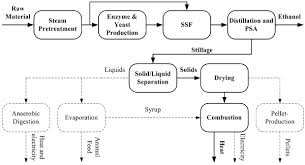 Raw
Material
Steam
Pretreatment
Enzyme &
Yeast
Production
SSF
Distillation and
PSA
Ethanol
Stillage
Liquids
Solid/Liquid
Separation
Solids
Drying
Anaerobic
Digestion
Evaporation
Syrup
Combustion
Pellet-
Production
Heat and
electricity
Animal
Feed
Heat
Electricity
Pellets